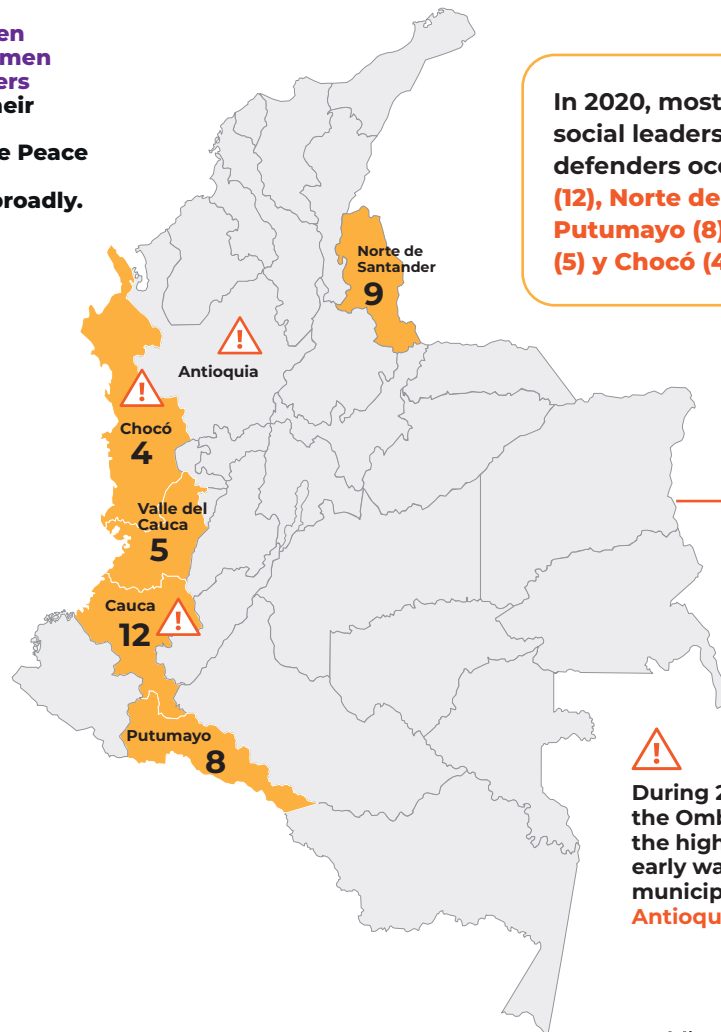 en
men
ers
eir
e Peace
broadly.
In 2020, most
social leaders
defenders occ
(12), Norte de
Putumayo (8)
(5) y Chocó (4
Norte de
Santander
9
!
Antioquia
!
Chocó
4
Valle del
Cauca
5
Cauca
12
!
Putumayo
8
!
During 2
the Omb
the high
early wa
municip
Antioqu